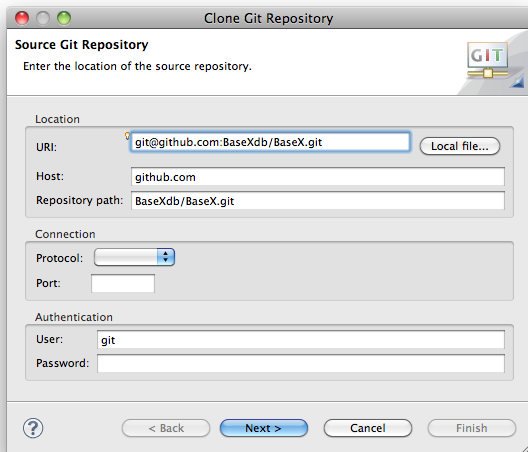 Clone Git Repository
Source Git Repository
Enter the location of the source repository.
GIT
Location
URI: git@github.com:BaseXdb/BaseX.git Local file...
Host: github.com
Repository path: BaseXdb/BaseX.git
Connection
Protocol:
Port:
Authentication
User: git
Password:
? < Back Next > Cancel Finish